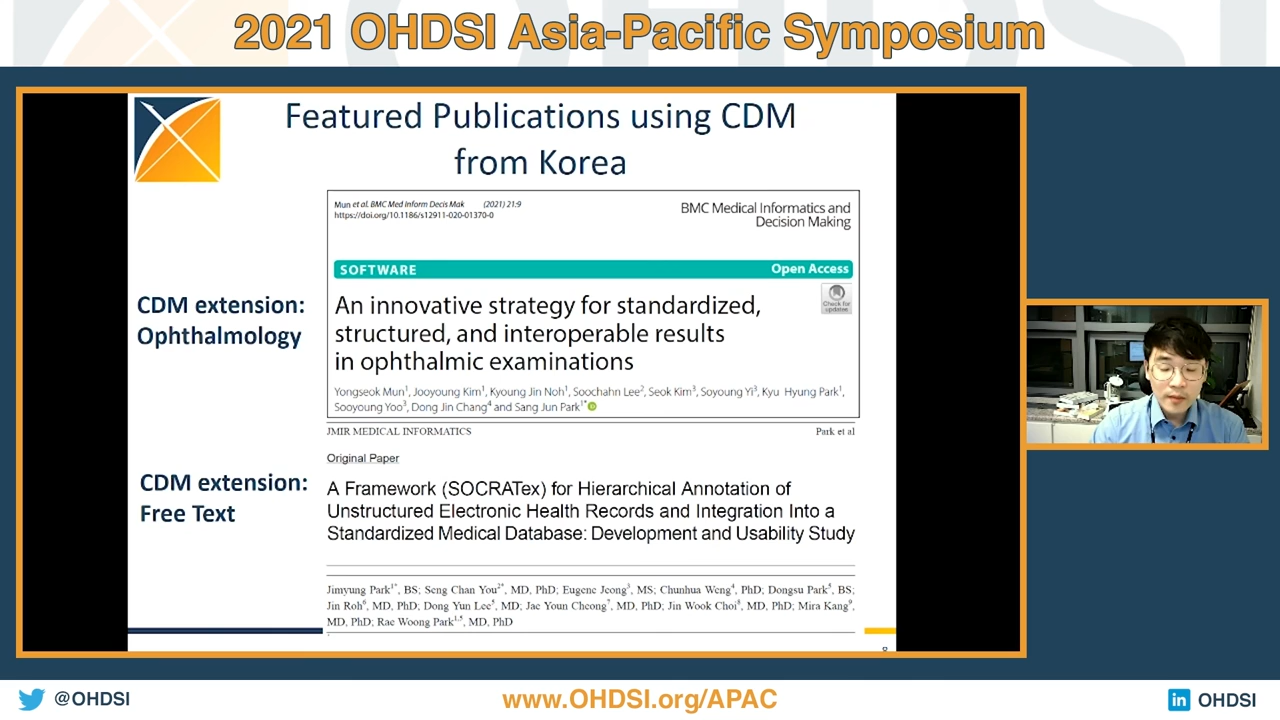 2021 OHDSI Asia-Pacific Symposium
Featured Publications using CDM
from Korea
Mun et al. BMC Med Inform Decis Mak (2021) 21:9
https://doi.org/10.1186/s12911-020-01370-0
BMC Medical Informatics and
Decision Making
SOFTWARE Open Access
CDM extension:
Ophthalmology
An innovative strategy for standardized,
structured, and interoperable results
in ophthalmic examinations
Check for
updates
Yongseok Mun1, Jooyoung Kim1, Kyoung Jin Noh1, Soochahn Lee2, Seok Kim3, Soyoung Yi3, Kyu Hyung Park1,
Sooyoung Yoo3, Dong Jin Chang4 and Sang Jun Park1*
JMIR MEDICAL INFORMATICS Park et al
Original Paper
CDM extension:
Free Text
A Framework (SOCRATex) for Hierarchical Annotation of
Unstructured Electronic Health Records and Integration Into a
Standardized Medical Database: Development and Usability Study
Jimyung Park1*, BS; Seng Chan You2*, MD, PhD; Eugene Jeong3, MS; Chunhua Weng4, PhD; Dongsu Park5, BS;
Jin Roh6, MD, PhD; Dong Yun Lee5, MD; Jae Youn Cheong7, MD, PhD; Jin Wook Choi8, MD, PhD; Mira Kang9,
MD, PhD; Rae Woong Park1,5, MD, PhD
@OHDSI
www.OHDSI.org/APAC
in OHDSI